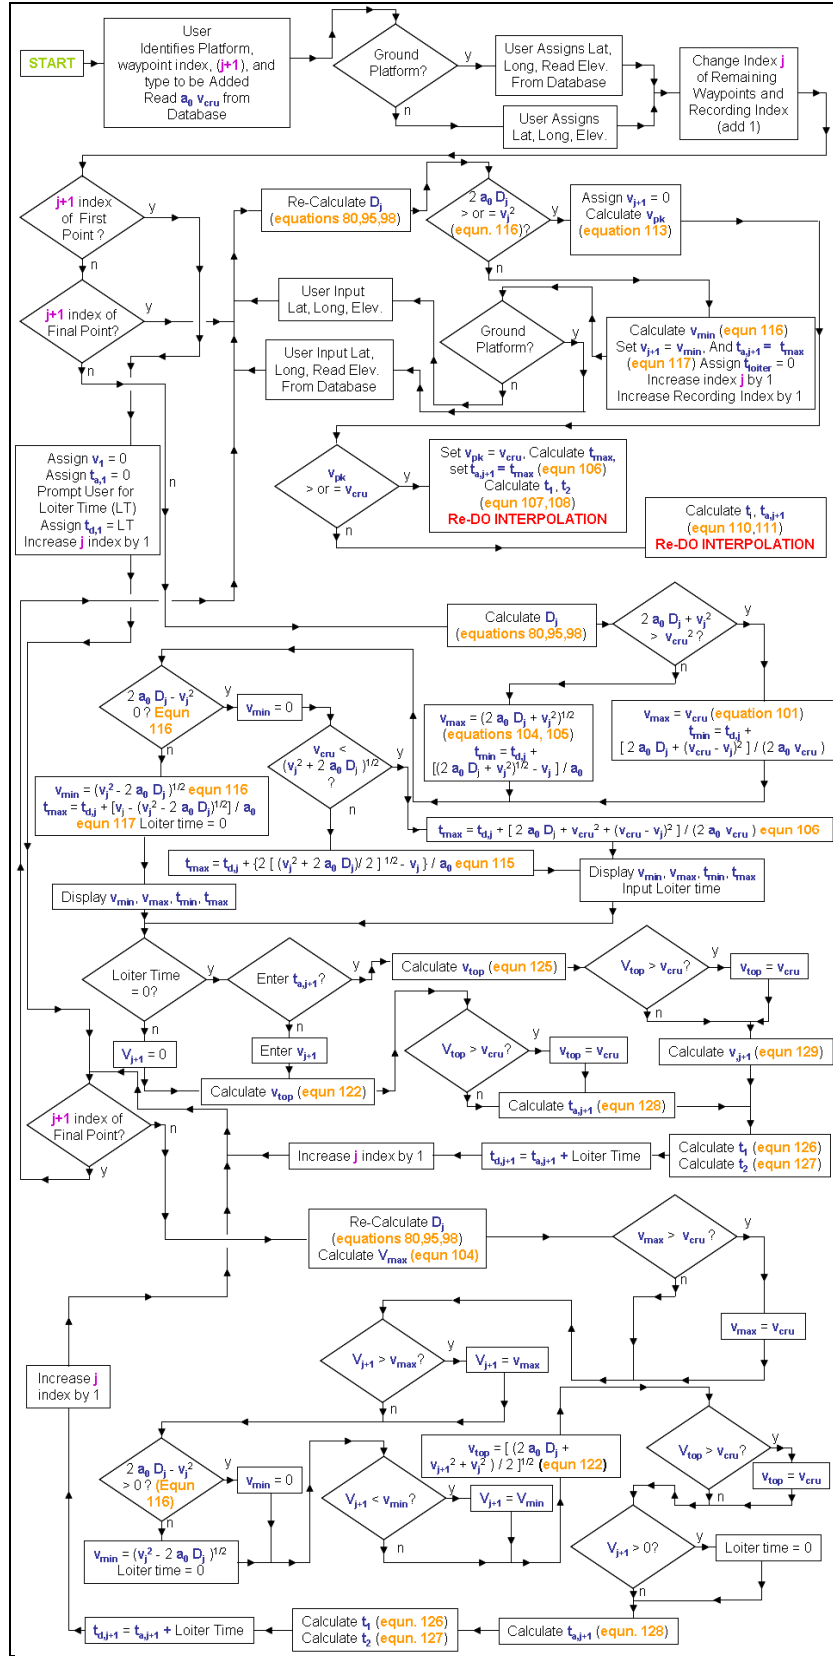 START
User
Identifies Platform,
waypoint index, (j+1), and
type to be Added
Read a0 vcru from
Database
Ground
Platform?
y
n
User Assigns Lat,
Long, Read Elev.
From Database
User Assigns
Lat, Long, Elev.
Change Index j
of Remaining
Waypoints and
Recording Index
(add 1)
j+1 index
of First
Point ?
y
n
Re-Calculate Dj
(equations 80,95,98)
2 a0 Dj
> or = vj2
(equn. 116)?
y
n
Assign vj+1 = 0
Calculate vpk
(equation 113)
j+1 index of
Final Point?
y
n
User Input
Lat, Long, Elev.
User Input Lat,
Long, Read Elev.
From Database
Ground
Platform?
y
n
Calculate vmin (equn 116)
Set vj+1 = vmin, And ta,j+1 = tmax
(equn 117) Assign tloiter = 0
Increase index j by 1
Increase Recording Index by 1
Assign v1 = 0
Assign ta,1 = 0
Prompt User for
Loiter Time (LT)
Assign td,1 = LT
Increase j index by 1
n
vpk
> or = vcru
y
n
Set vpk = vcru. Calculate tmax,
set ta,j+1 = tmax (equn 106)
Calculate t1, t2
(equn 107,108)
Re-DO INTERPOLATION
Calculate ti, ta,j+1
(equn 110,111)
Re-DO INTERPOLATION
Calculate Dj
(equations 80,95,98)
2 a0 Dj + vj2
> vcru2 ?
y
n
2 a0 Dj – vj2
0 ? Equn
116
y
n
vmin = 0
vcru <
(vj2 + 2 a0 Dj )1/2
?
y
n
vmax = (2 a0 Dj + vj2)1/2
(equations 104, 105)
tmin = td,j +
[(2 a0 Dj + vj2)1/2 - vj ] / a0
vmax = vcru (equation 101)
tmin = td,j +
[ 2 a0 Dj + (vcru - vj)2 ] / (2 a0 vcru )
vmin = (vj2 - 2 a0 Dj )1/2 equn 116
tmax = td,j + [vj - (vj2 - 2 a0 Dj)1/2] / a0
equn 117 Loiter time = 0
tmax = td,j + [ 2 a0 Dj + vcru2 + (vcru - vj)2 ] / (2 a0 vcru ) equn 106
tmax = td,j + {2 [ (vj2 + 2 a0 Dj)/ 2 ] 1/2 - vj } / a0 equn 115
Display vmin, vmax, tmin, tmax
Input Loiter time
Display vmin, vmax, tmin, tmax
Loiter Time
= 0?
y
n
Enter ta,j+1?
y
n
Calculate vtop (equn 125)
Vtop > vcru?
y
n
vtop = vcru
Vj+1 = 0
Enter vj+1
Vtop > vcru?
y
n
vtop = vcru
Calculate v,j+1 (equn 129)
Calculate vtop (equn 122)
Calculate ta,j+1 (equn 128)
j+1 index of
Final Point?
n
y
Increase j index by 1
td,j+1 = ta,j+1 + Loiter Time
Calculate t1 (equn 126)
Calculate t2 (equn 127)
Re-Calculate Dj
(equations 80,95,98)
Calculate Vmax (equn 104)
vmax > vcru ?
y
n
vmax = vcru
Vj+1 > vmax?
y
n
Vj+1 = vmax
Increase j
index by 1
2 a0 Dj – vj2
> 0? (Equn
116)
y
n
vmin = 0
vtop = [ (2 a0 Dj +
vj+12 + vj2 ) / 2 ]1/2 (equn 122)
Vtop > vcru?
y
n
vtop = vcru
Vj+1 < vmin?
y
n
Vj+1 = Vmin
vmin = (vj2 - 2 a0 Dj )1/2
Loiter time = 0
Vj+1 > 0?
y
n
Loiter time = 0
td,j+1 = ta,j+1 + Loiter Time
Calculate t1 (equn. 126)
Calculate t2 (equn. 127)
Calculate ta,j+1 (equn. 128)